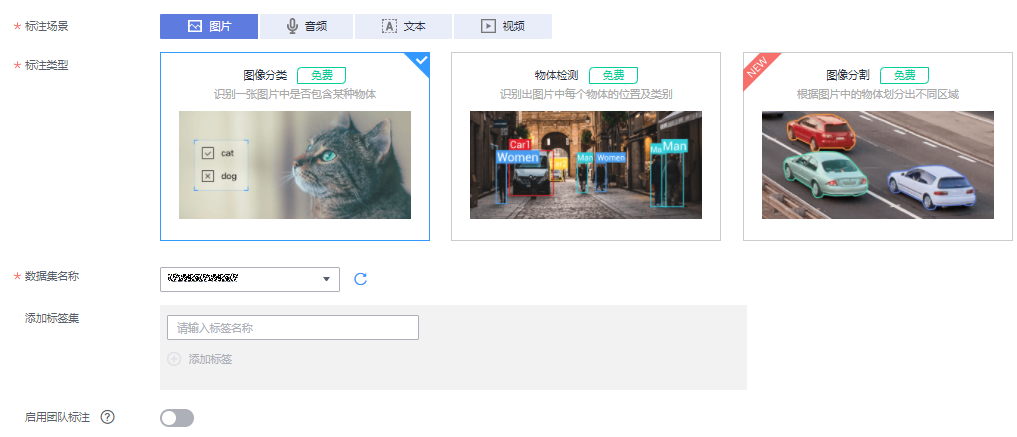 * 标注场景 图片 音频 文本 视频
* 标注类型
图像分类 免费
识别一张图片中是否包含某种物体
cat
dog
物体检测 免费
识别出图片中每个物体的位置及类别
Car1
Women
Man
Women
Ma
Man
NEW
图像分割 免费
根据图片中的物体划分出不同区域
* 数据集名称
添加标签集
请输入标签名称
添加标签
启用团队标注 ?